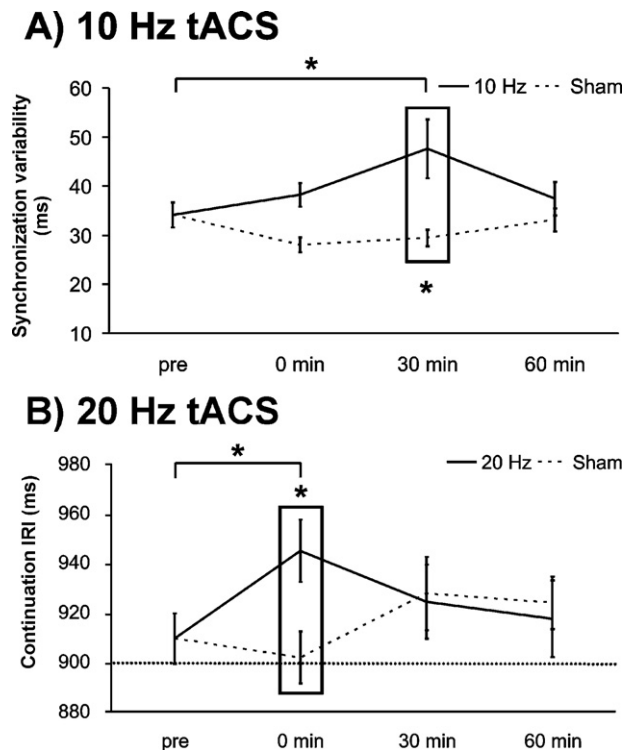 A) 10 Hz tACS
*
10 Hz Sham
Synchronization variability
(ms)
60
50
40
30
20
10
*
pre 0 min 30 min 60 min
B) 20 Hz tACS
*
20 Hz Sham
Continuation IRI (ms)
980
960
940
920
900
880
*
pre 0 min 30 min 60 min